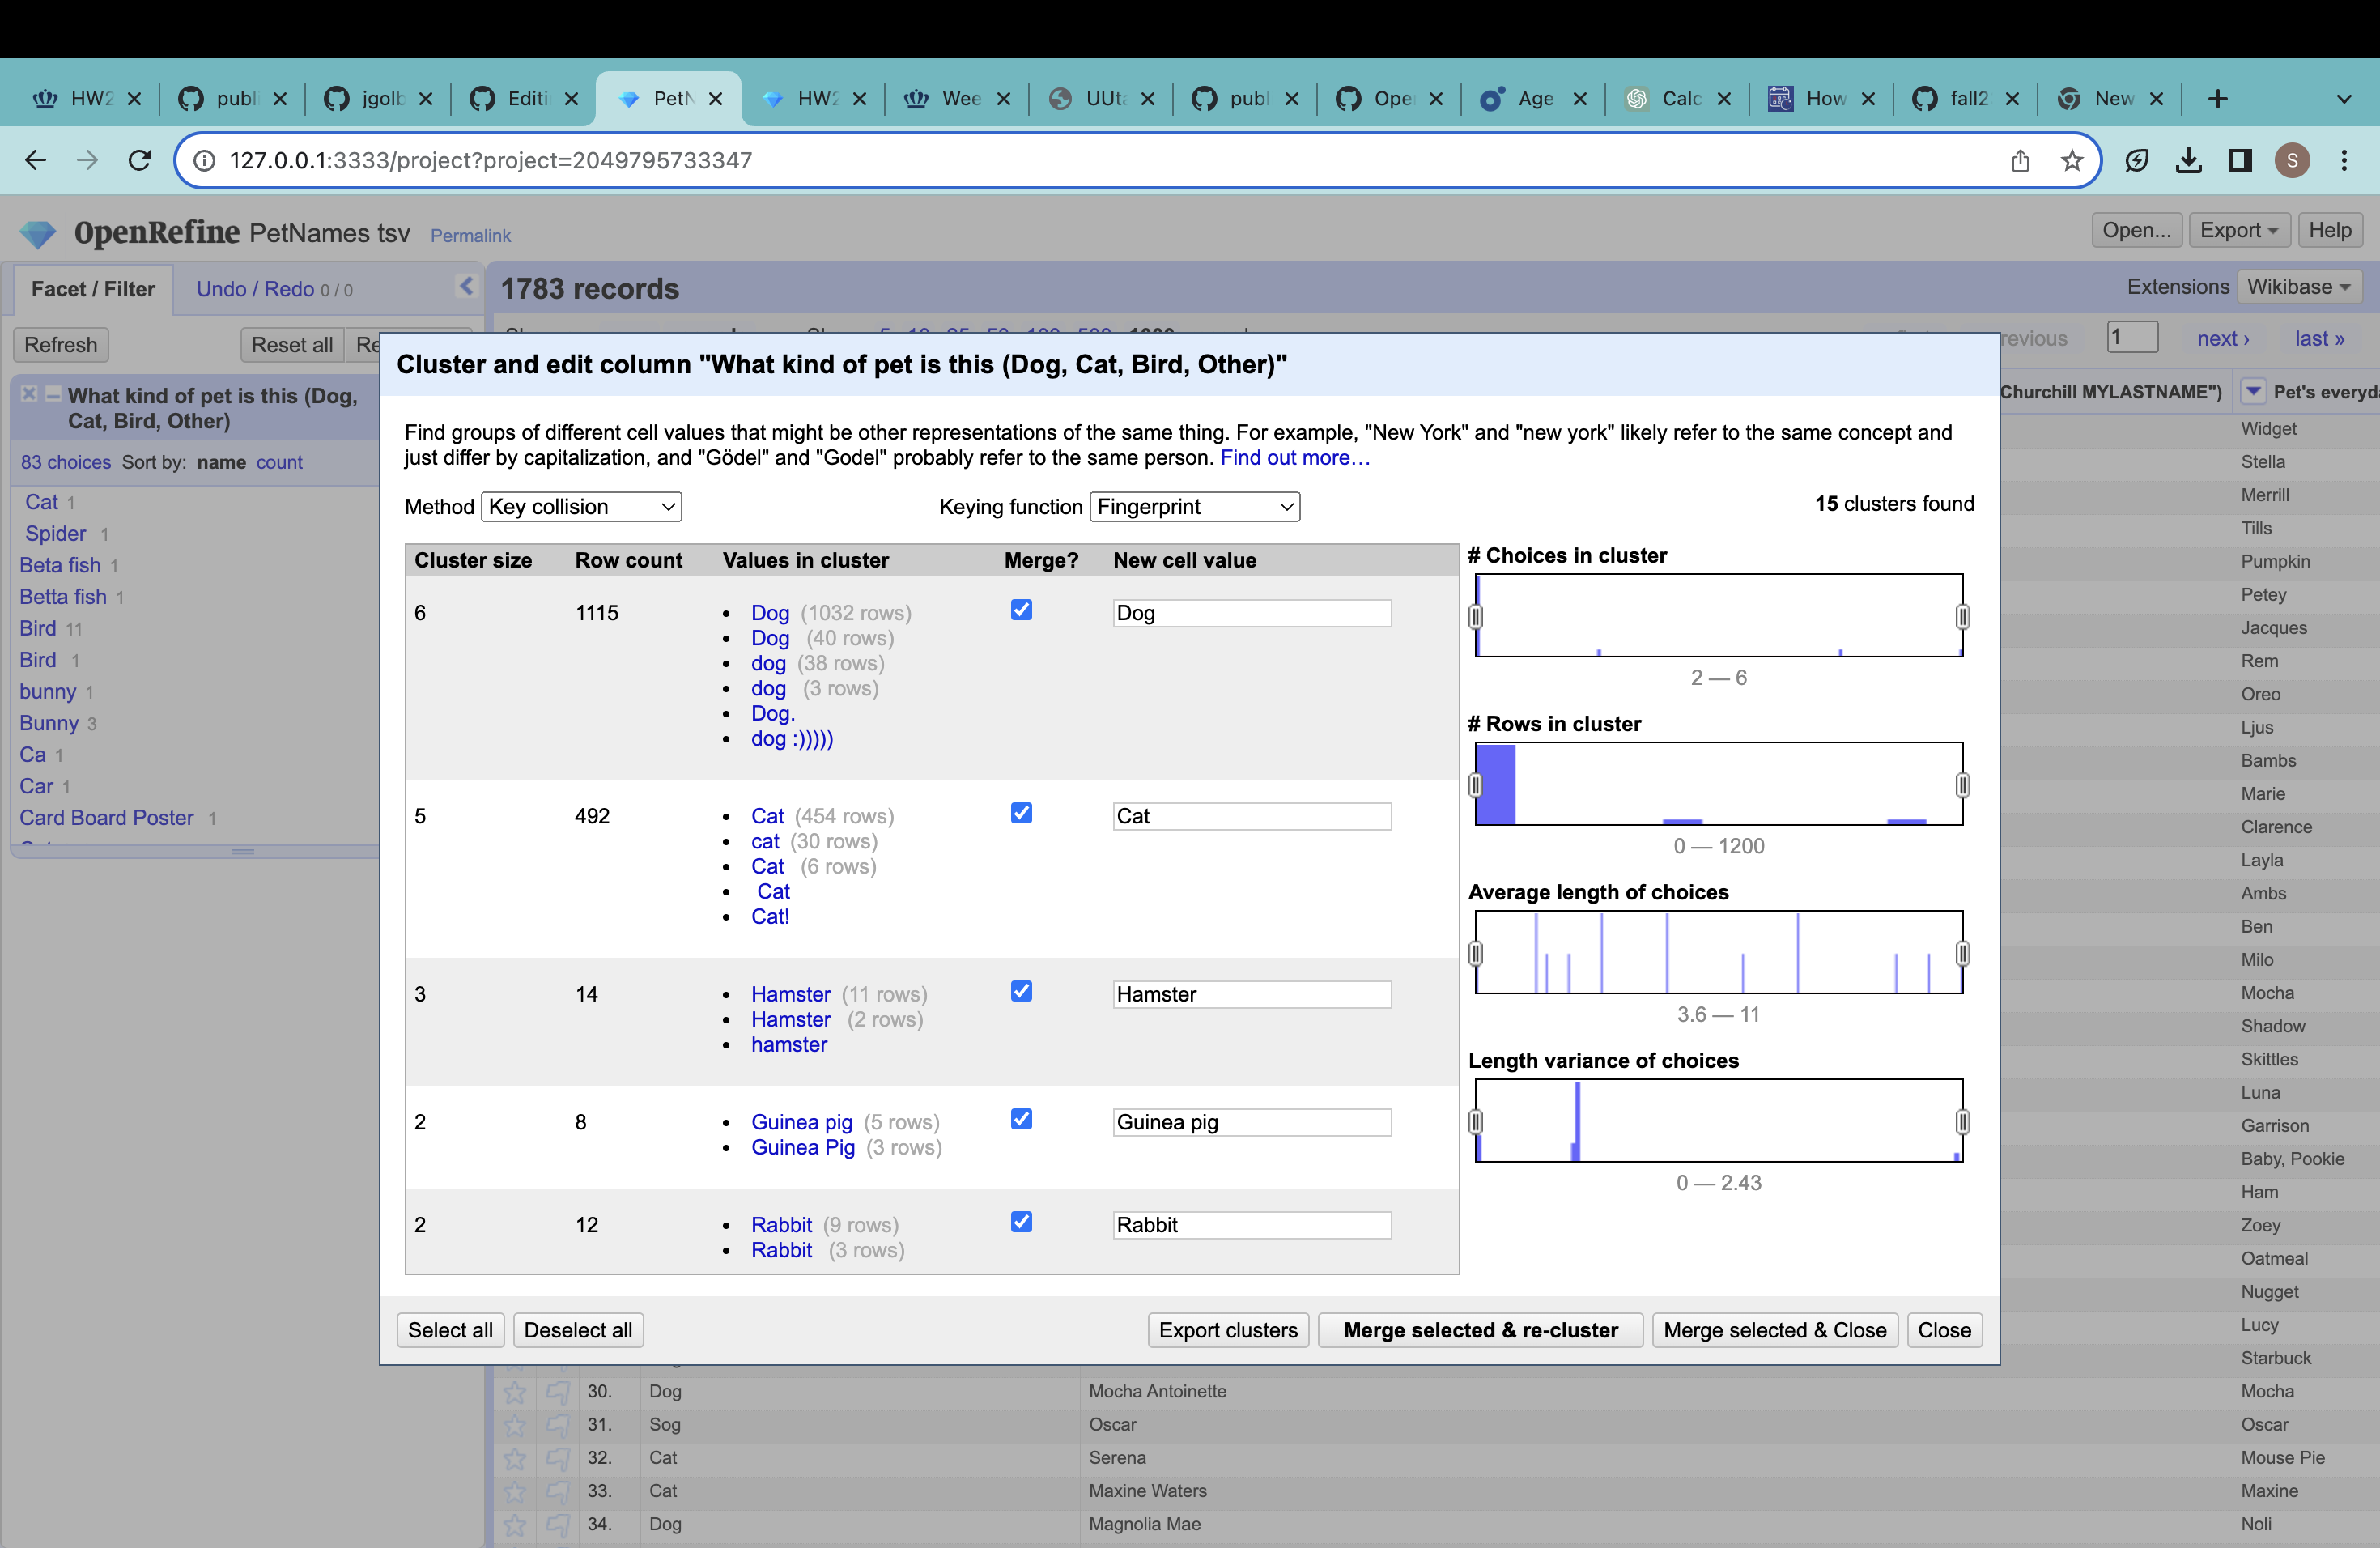 HW2 publ jgolb Editi PetN HW2 Wee UUta publ Ope Age Calc How fall2 New
127.0.0.1:3333/project?project=2049795733347 S
OpenRefine PetNames tsv Permalink Open... Export Help
Facet / Filter Undo / Redo 0 / 0 1783 records Extensions Wikibase
Refresh Reset all Re 5 10 25 50 100 500 1000 revious 1 next › last »
Cluster and edit column "What kind of pet is this (Dog, Cat, Bird, Other)"
What kind of pet is this (Dog,
Cat, Bird, Other)
Churchill MYLASTNAME") Pet's everyd
83 choices Sort by: name count
Cat 1
Spider 1
Beta fish 1
Betta fish 1
Bird 11
Bird 1
bunny 1
Bunny 3
Ca 1
Car 1
Card Board Poster 1
Find groups of different cell values that might be other representations of the same thing. For example, "New York" and "new york" likely refer to the same concept and
just differ by capitalization, and "Gödel" and "Godel" probably refer to the same person. Find out more…
Method Key collision Keying function Fingerprint 15 clusters found
Cluster size Row count Values in cluster Merge? New cell value
6 1115 Dog (1032 rows) Dog
Dog (40 rows)
dog (38 rows)
dog (3 rows)
Dog.
dog :)))))
5 492 Cat (454 rows) Cat
cat (30 rows)
Cat (6 rows)
Cat
Cat!
3 14 Hamster (11 rows) Hamster
Hamster (2 rows)
hamster
2 8 Guinea pig (5 rows) Guinea pig
Guinea Pig (3 rows)
2 12 Rabbit (9 rows) Rabbit
Rabbit (3 rows)
# Choices in cluster
2 — 6
# Rows in cluster
0 — 1200
Average length of choices
3.6 — 11
Length variance of choices
0 — 2.43
Select all Deselect all Export clusters Merge selected & re-cluster Merge selected & Close Close
Widget
Stella
Merrill
Tills
Pumpkin
Petey
Jacques
Rem
Oreo
Ljus
Bambs
Marie
Clarence
Layla
Ambs
Ben
Milo
Mocha
Shadow
Skittles
Luna
Garrison
Baby, Pookie
Ham
Zoey
Oatmeal
Nugget
Lucy
Starbuck
30. Dog Mocha Antoinette Mocha
31. Sog Oscar Oscar
32. Cat Serena Mouse Pie
33. Cat Maxine Waters Maxine
34. Dog Magnolia Mae Noli